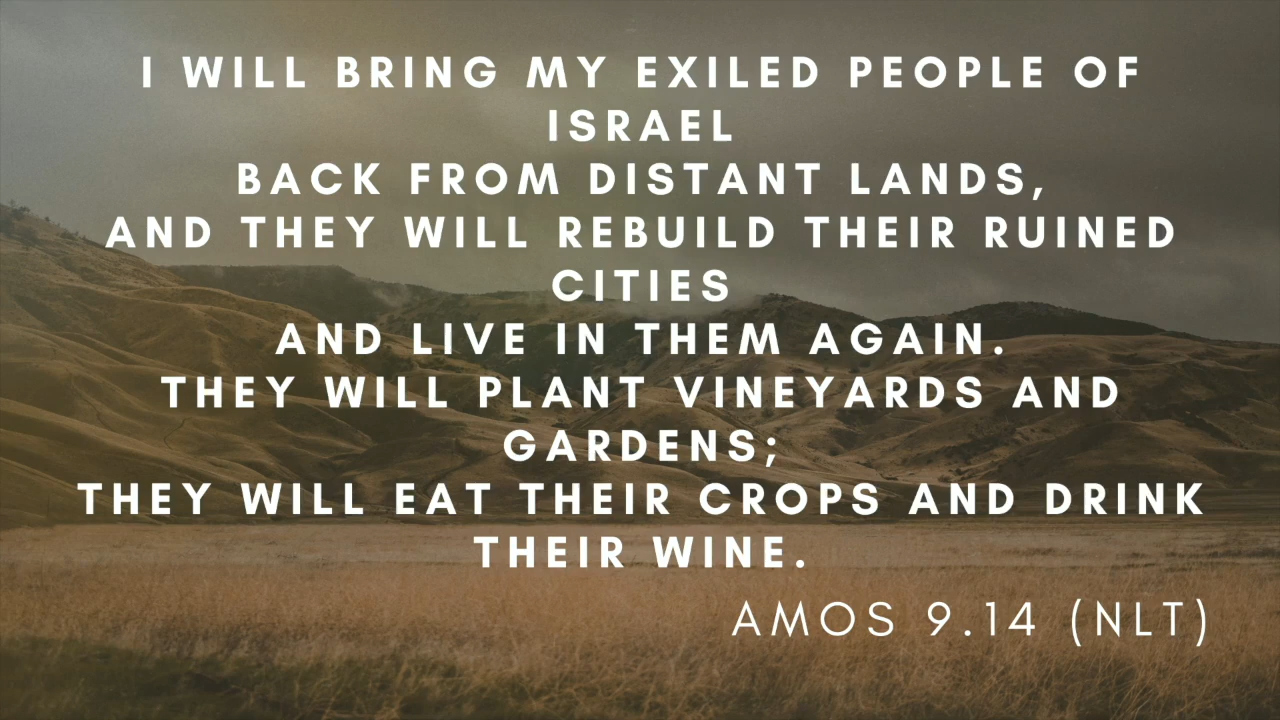 I WILL BRING MY EXILED PEOPLE OF
ISRAEL
BACK FROM DISTANT LANDS,
AND THEY WILL REBUILD THEIR RUINED
CITIES
AND LIVE IN THEM AGAIN.
THEY WILL PLANT VINEYARDS AND
GARDENS;
THEY WILL EAT THEIR CROPS AND DRINK
THEIR WINE.
AMOS 9.14 (NLT)